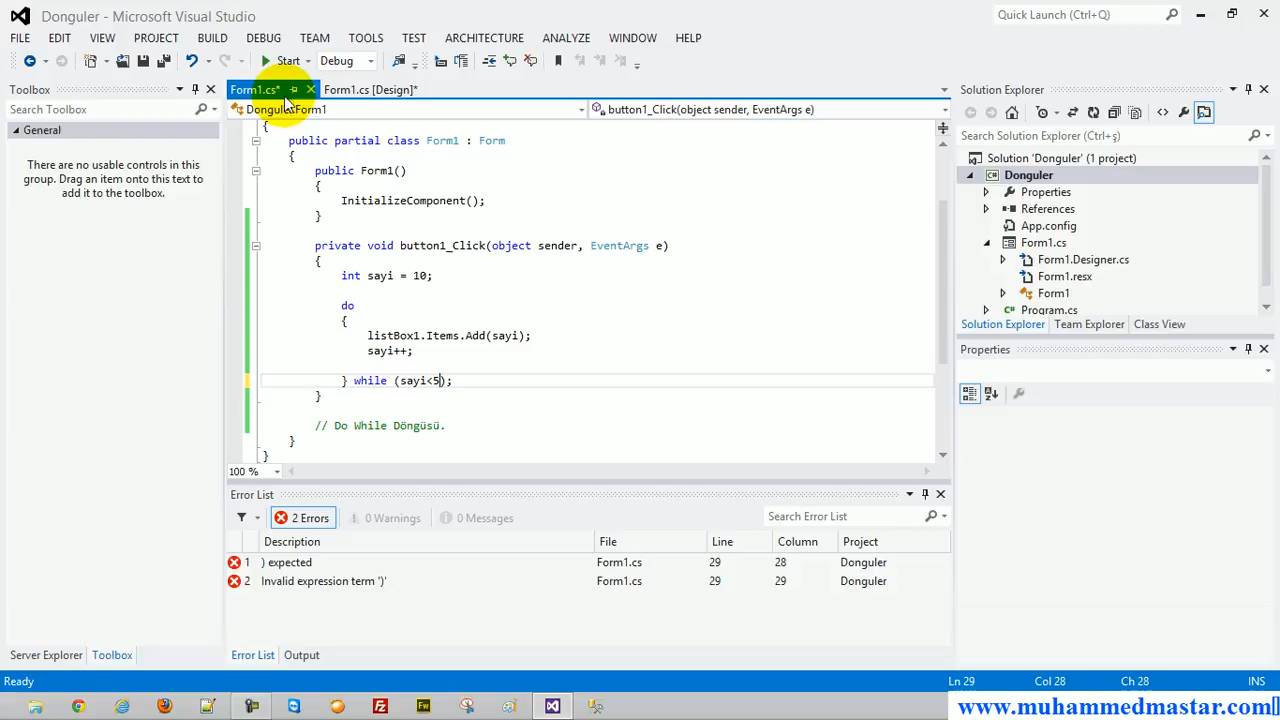 Donguler - Microsoft Visual Studio
Quick Launch (Ctrl+Q)
FILE EDIT VIEW PROJECT BUILD DEBUG TEAM TOOLS TEST ARCHITECTURE ANALYZE WINDOW HELP
Start Debug
Toolbox
Search Toolbox
General
There are no usable controls in this
group. Drag an item onto this text to
add it to the toolbox.
Server Explorer Toolbox
Form1.cs* Form1.cs [Design]*
button1_Click(object sender, EventArgs e)
{
public partial class Form1 : Form
{
public Form1()
{
InitializeComponent();
}
private void button1_Click(object sender, EventArgs e)
{
int sayi = 10;
do
{
listBox1.Items.Add(sayi);
sayi++;
} while (sayi<5);
}
// Do While Döngüsü.
}
}
100 %
Error List
2 Errors 0 Warnings 0 Messages Search Error List
Description File Line Column Project
1 ) expected Form1.cs 29 28 Donguler
2 Invalid expression term ')' Form1.cs 29 29 Donguler
Error List Output
Solution Explorer
Search Solution Explorer (Ctrl+ş)
Solution 'Donguler' (1 project)
Donguler
Properties
References
App.config
Form1.cs
Form1.Designer.cs
Form1.resx
Form1
Program.cs
Solution Explorer Team Explorer Class View
Properties
Ready Ln 29 Col 28 Ch 28 INS
www.muhammedmastar.com